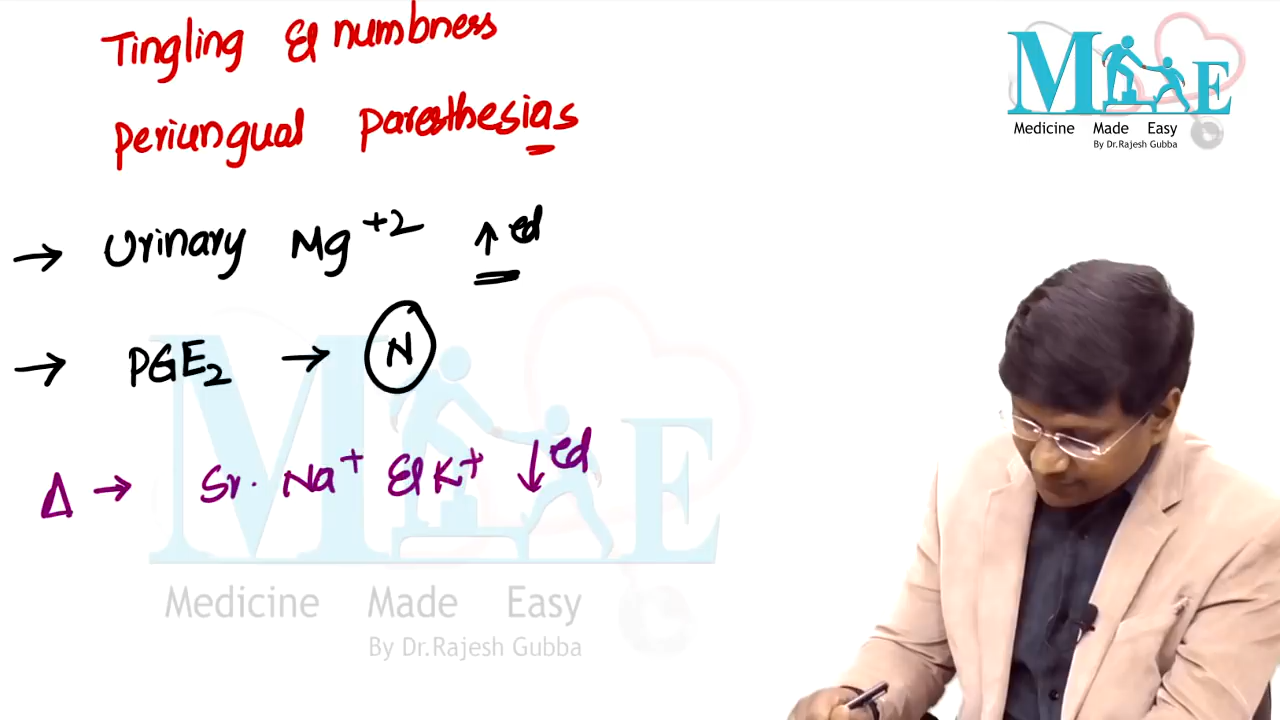 Tingling & numbness
periungual paresthesias
→ Urinary Mg+2 ↑ed
→ PGE2 → N
Δ → Sr. Na+ & K+ ↓ed
M E
Medicine Made Easy
By Dr.Rajesh Gubba
M E
Medicine Made Easy
By Dr.Rajesh Gubba